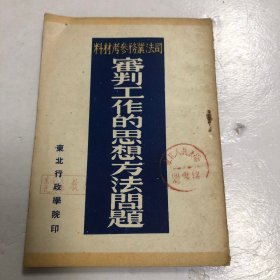 司法業務參考材料
審判工作的思想方法問題
東北行政學院印